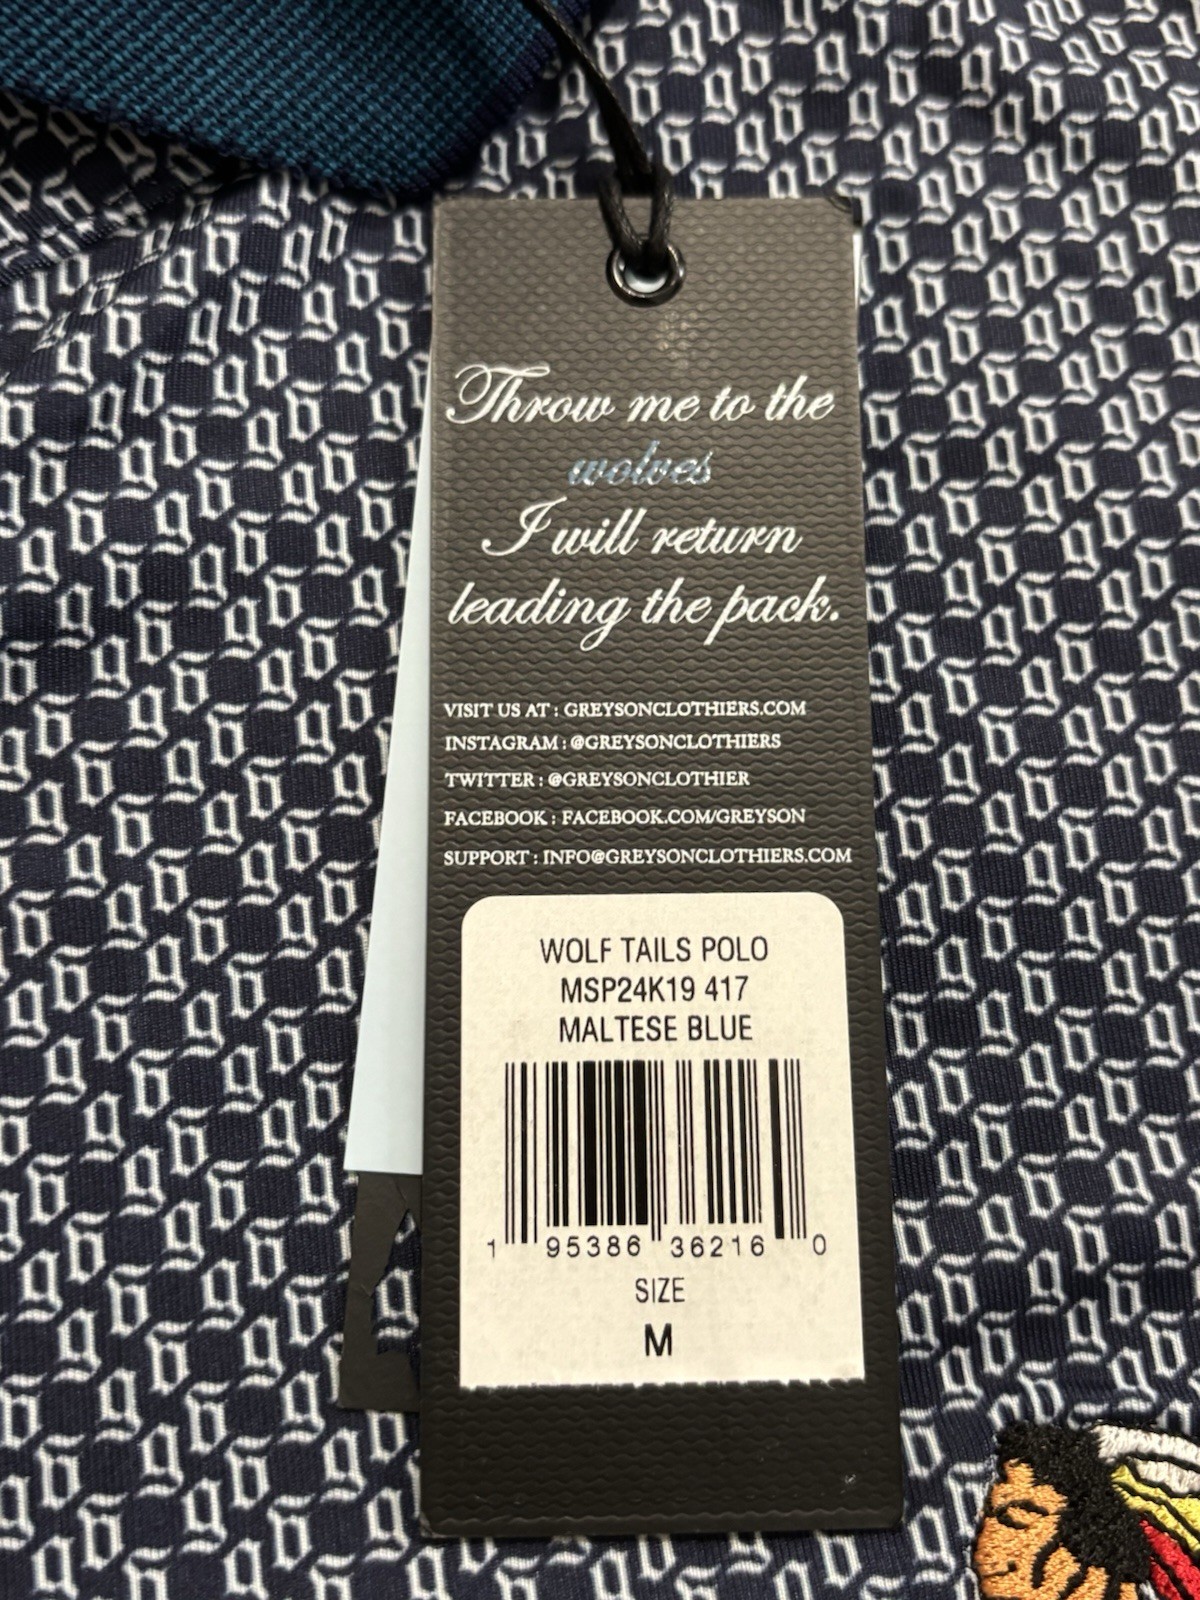 Throw me to the
wolves
I will return
leading the pack.
VISIT US AT : GREYSONCLOTHIERS.COM
INSTAGRAM : @GREYSONCLOTHIERS
TWITTER : @GREYSONCLOTHIER
FACEBOOK : FACEBOOK.COM/GREYSON
SUPPORT : INFO@GREYSONCLOTHIERS.COM
WOLF TAILS POLO
MSP24K19 417
MALTESE BLUE
1 95386 36216 0
SIZE
M